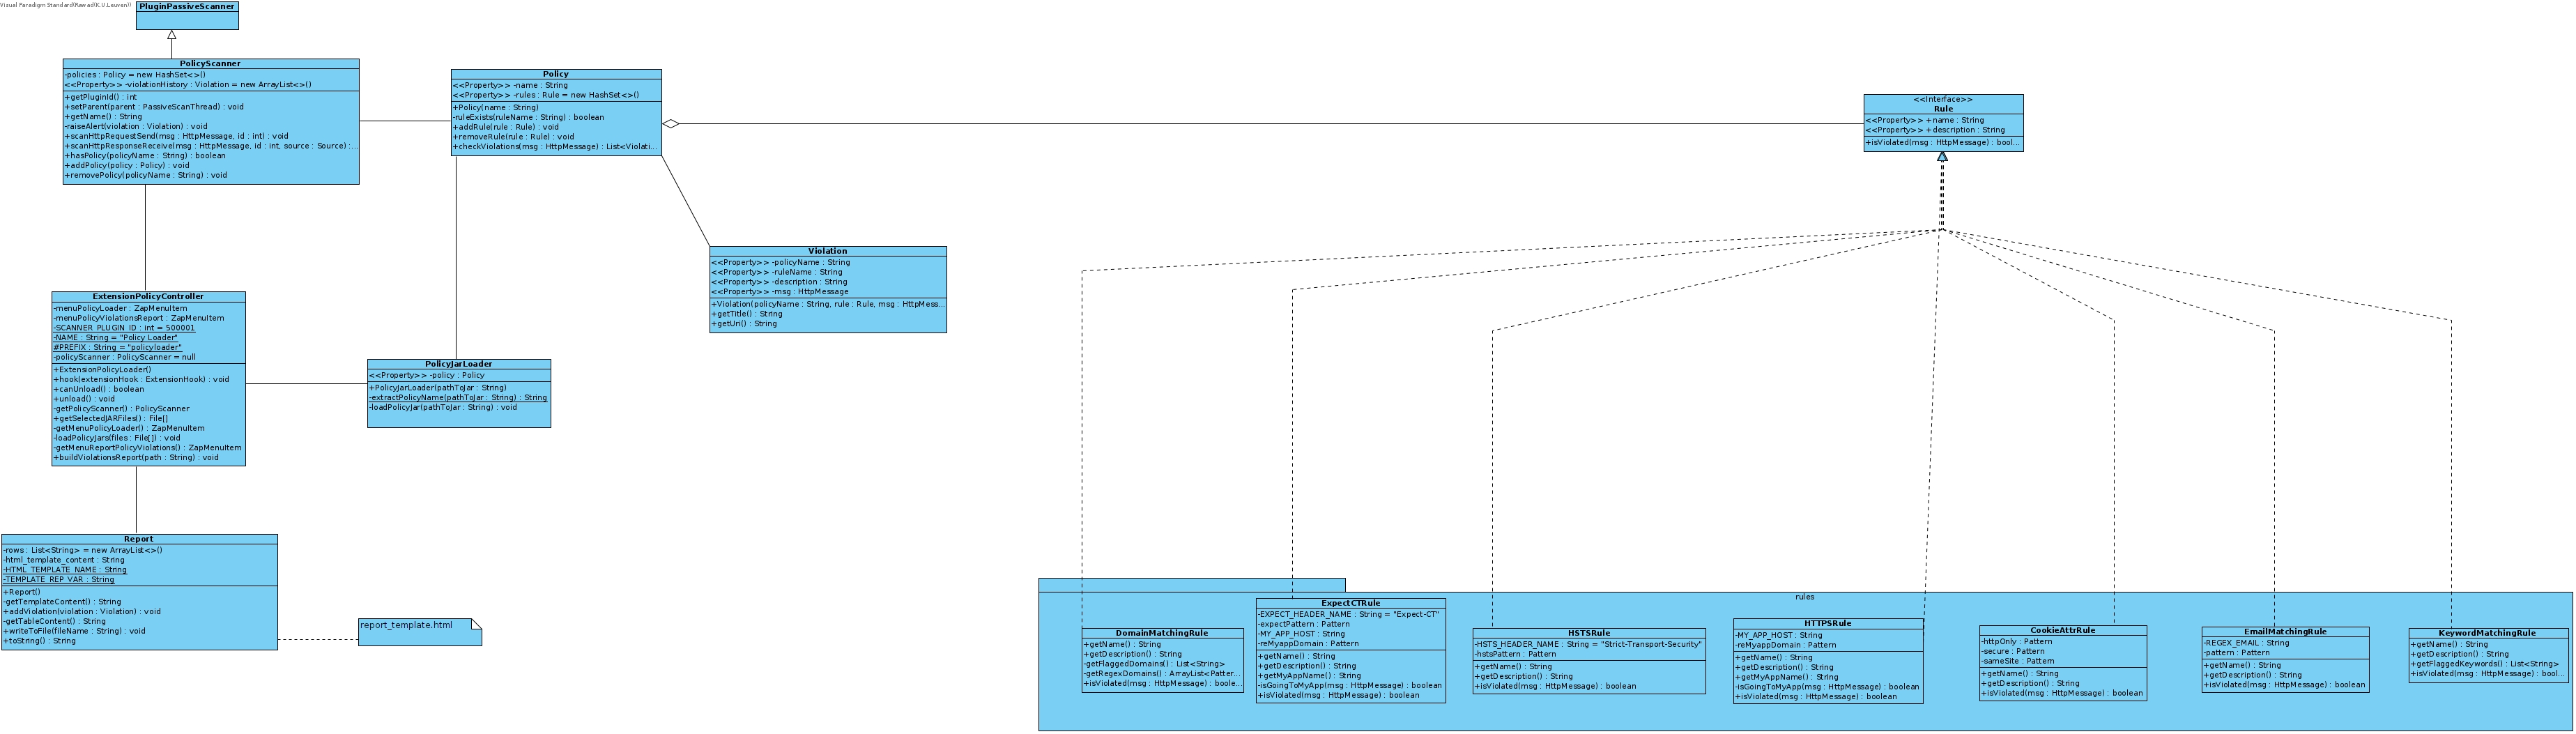 Visual Paradigm Standard(Rawad(K.U.Leuven))
PluginPassiveScanner
PolicyScanner
-policies : Policy = new HashSet<>()
<<Property>> -violationHistory : Violation = new ArrayList<>()
+getPluginId() : int
+setParent(parent : PassiveScanThread) : void
+getName() : String
-raiseAlert(violation : Violation) : void
+scanHttpRequestSend(msg : HttpMessage, id : int) : void
+scanHttpResponseReceive(msg : HttpMessage, id : int, source : Source) :...
+hasPolicy(policyName : String) : boolean
+addPolicy(policy : Policy) : void
+removePolicy(policyName : String) : void
Policy
<<Property>> -name : String
<<Property>> -rules : Rule = new HashSet<>()
+Policy(name : String)
-ruleExists(ruleName : String) : boolean
+addRule(rule : Rule) : void
+removeRule(rule : Rule) : void
+checkViolations(msg : HttpMessage) : List<Violati...
<<Interface>>
Rule
<<Property>> +name : String
<<Property>> +description : String
+isViolated(msg : HttpMessage) : bool...
Violation
<<Property>> -policyName : String
<<Property>> -ruleName : String
<<Property>> -description : String
<<Property>> -msg : HttpMessage
+Violation(policyName : String, rule : Rule, msg : HttpMess...
+getTitle() : String
+getUri() : String
ExtensionPolicyController
-menuPolicyLoader : ZapMenuItem
-menuPolicyViolationsReport : ZapMenuItem
-SCANNER_PLUGIN_ID : int = 500001
-NAME : String = "Policy Loader"
#PREFIX : String = "policyloader"
-policyScanner : PolicyScanner = null
+ExtensionPolicyLoader()
+hook(extensionHook : ExtensionHook) : void
+canUnload() : boolean
+unload() : void
-getPolicyScanner() : PolicyScanner
+getSelectedJARFiles() : File[]
-getMenuPolicyLoader() : ZapMenuItem
-loadPolicyJars(files : File[]) : void
-getMenuReportPolicyViolations() : ZapMenuItem
+buildViolationsReport(path : String) : void
PolicyJarLoader
<<Property>> -policy : Policy
+PolicyJarLoader(pathToJar : String)
-extractPolicyName(pathToJar : String) : String
-loadPolicyJar(pathToJar : String) : void
Report
-rows : List<String> = new ArrayList<>()
-html_template_content : String
-HTML_TEMPLATE_NAME : String
-TEMPLATE_REP_VAR : String
+Report()
-getTemplateContent() : String
+addViolation(violation : Violation) : void
-getTableContent() : String
+writeToFile(fileName : String) : void
+toString() : String
report_template.html
rules
DomainMatchingRule
+getName() : String
+getDescription() : String
-getFlaggedDomains() : List<String>
-getRegexDomains() : ArrayList<Patter...
+isViolated(msg : HttpMessage) : boole...
ExpectCTRule
-EXPECT_HEADER_NAME : String = "Expect-CT"
-expectPattern : Pattern
-MY_APP_HOST : String
-reMyappDomain : Pattern
+getName() : String
+getDescription() : String
+getMyAppName() : String
-isGoingToMyApp(msg : HttpMessage) : boolean
+isViolated(msg : HttpMessage) : boolean
HSTSRule
-HSTS_HEADER_NAME : String = "Strict-Transport-Security"
-hstsPattern : Pattern
+getName() : String
+getDescription() : String
+isViolated(msg : HttpMessage) : boolean
HTTPSRule
-MY_APP_HOST : String
-reMyappDomain : Pattern
+getName() : String
+getDescription() : String
+getMyAppName() : String
-isGoingToMyApp(msg : HttpMessage) : boolean
+isViolated(msg : HttpMessage) : boolean
CookieAttrRule
-httpOnly : Pattern
-secure : Pattern
-sameSite : Pattern
+getName() : String
+getDescription() : String
+isViolated(msg : HttpMessage) : boolean
EmailMatchingRule
-REGEX_EMAIL : String
-pattern : Pattern
+getName() : String
+getDescription() : String
+isViolated(msg : HttpMessage) : boolean
KeywordMatchingRule
+getName() : String
+getDescription() : String
+getFlaggedKeywords() : List<String>
+isViolated(msg : HttpMessage) : bool...